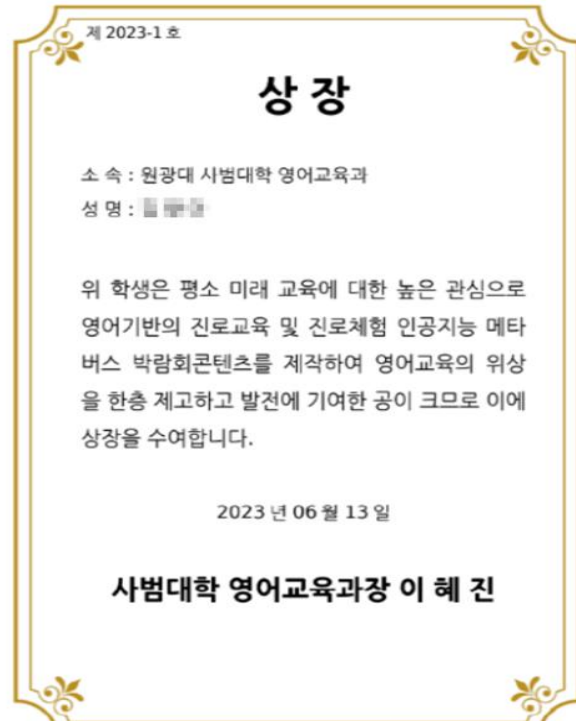 제 2023-1 호
상 장
소 속 : 원광대 사범대학 영어교육과
성 명 :
위 학생은 평소 미래 교육에 대한 높은 관심으로
영어기반의 진로교육 및 진로체험 인공지능 메타
버스 박람회콘텐츠를 제작하여 영어교육의 위상
을 한층 제고하고 발전에 기여한 공이 크므로 이에
상장을 수여합니다.
2023 년 06 월 13 일
사범대학 영어교육과장 이 혜 진